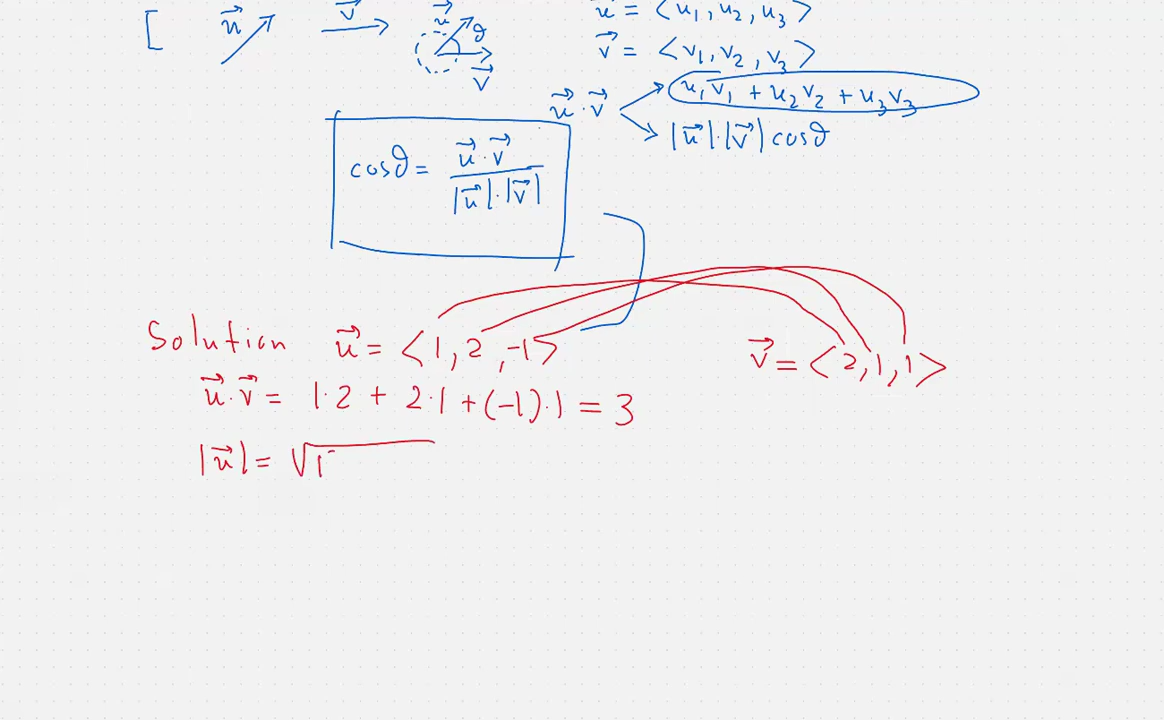 [ u⃗ v⃗ u⃗ θ v⃗
u⃗ = <u₁, u₂, u₃>
v⃗ = <v₁, v₂, v₃>
u⃗·v⃗
u₁v₁ + u₂v₂ + u₃v₃
|u⃗|·|v⃗| cosθ
cosθ = u⃗·v⃗ / |u⃗|·|v⃗|
Solution u⃗ = <1, 2, -1> v⃗ = <2, 1, 1>
u⃗·v⃗ = 1·2 + 2·1 + (-1)·1 = 3
|u⃗| = √1